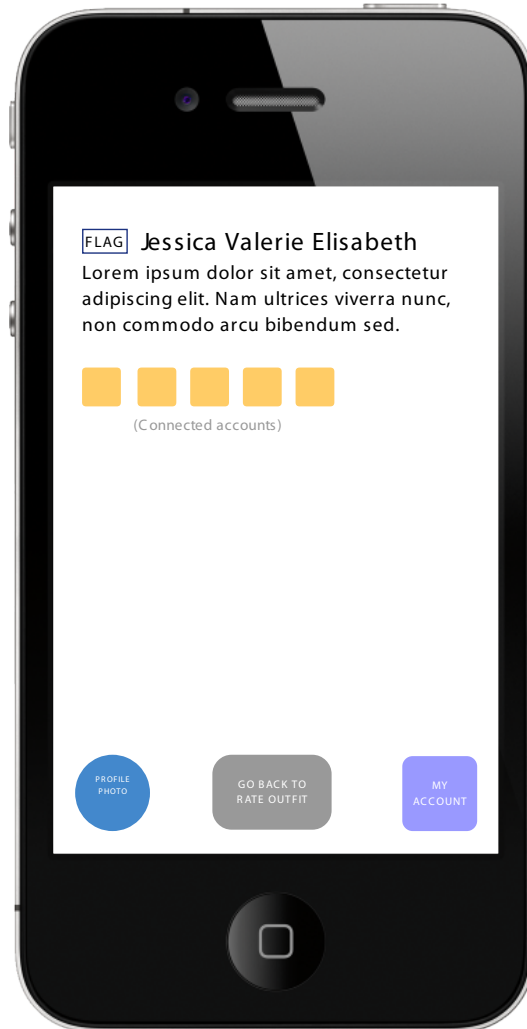 FLAG Jessica Valerie Elisabeth
Lorem ipsum dolor sit amet, consectetur
adipiscing elit. Nam ultrices viverra nunc,
non commodo arcu bibendum sed.
(Connected accounts)
PROFILE
PHOTO
GO BACK TO
RATE OUTFIT
MY
ACCOUNT